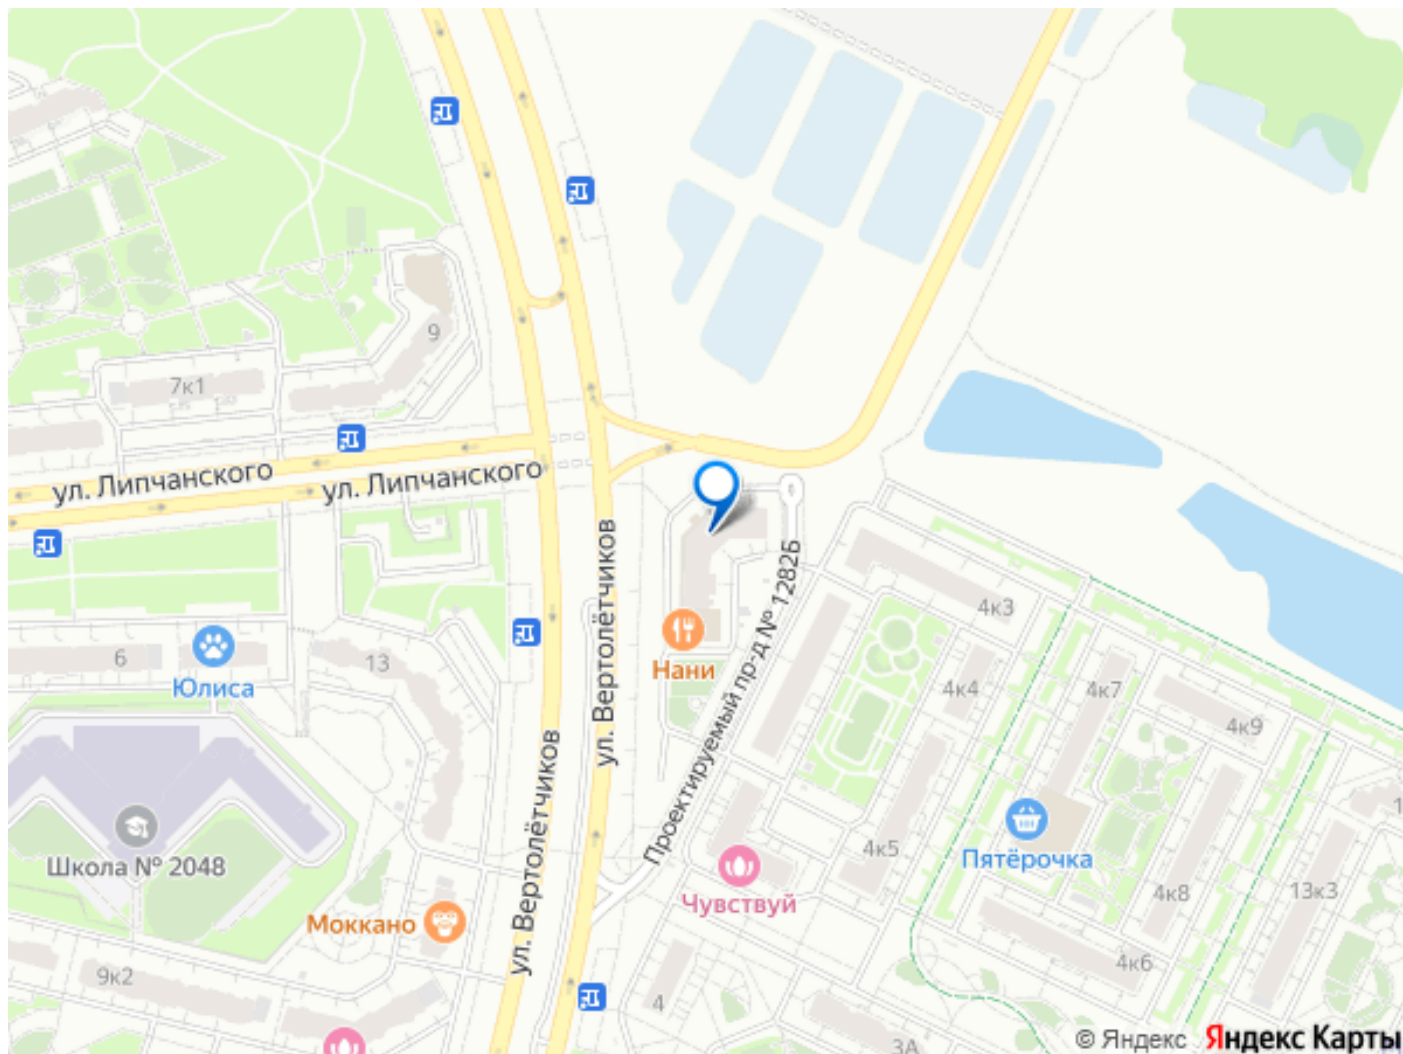 9
7к1
ул. Липчанского
ул. Липчанского
ул. Вертолётчиков
Проектируемый пр-д № 1282Б
4к3
6
Юлиса
13
Нани
4к4
4к7
4к9
ул. Вертолётчиков
Школа № 2048
4к5
Пятёрочка
Чувствуй
4к8
13к3
Моккано
9к2
4к6
4
3А
© Яндекс Яндекс Карты